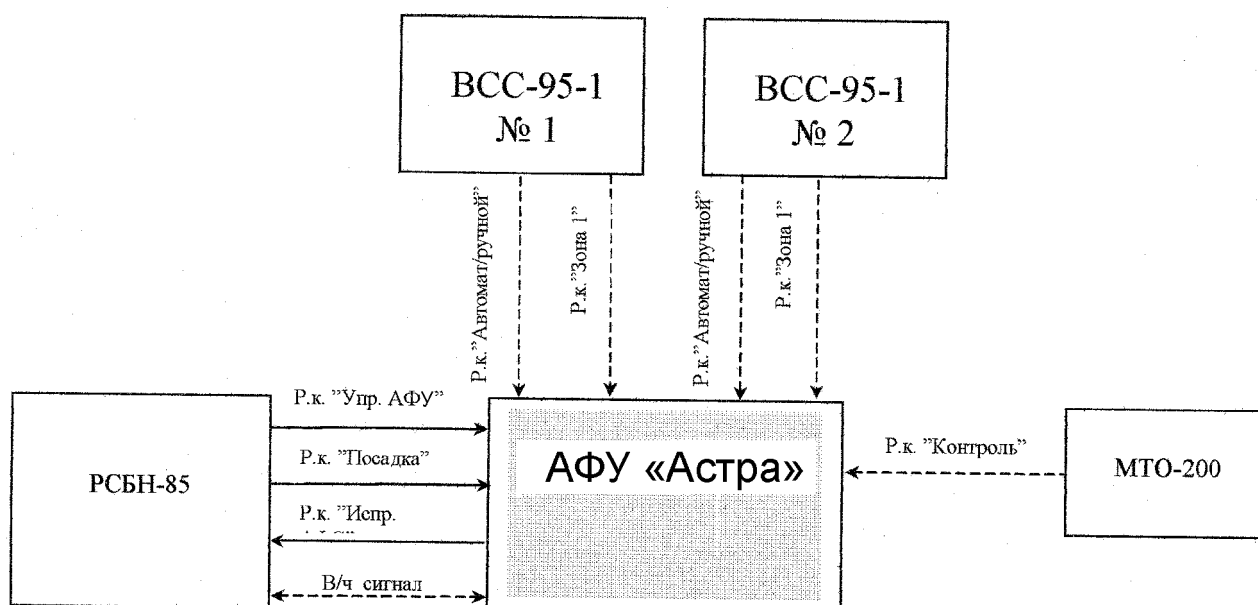 ВСС-95-1
№ 1
ВСС-95-1
№ 2
Р.к."Автомат/ручной"
Р.к."Зона 1"
Р.к."Автомат/ручной"
Р.к."Зона 1"
РСБН-85
Р.к. "Упр. АФУ"
Р.к. "Посадка"
Р.к. "Испр.
В/ч сигнал
АФУ «Астра»
Р.к. "Контроль"
МТО-200